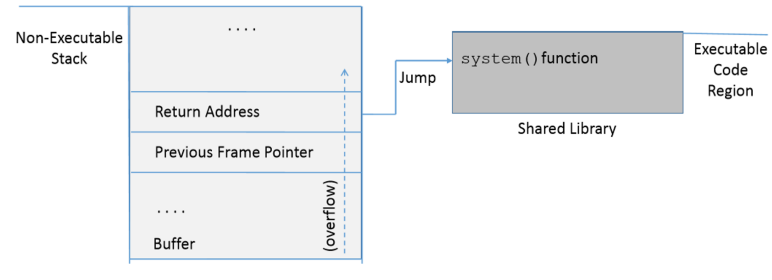 Non-Executable
Stack
....
Return Address
Previous Frame Pointer
....
Buffer
(overflow)
Jump
system()function
Shared Library
Executable
Code
Region